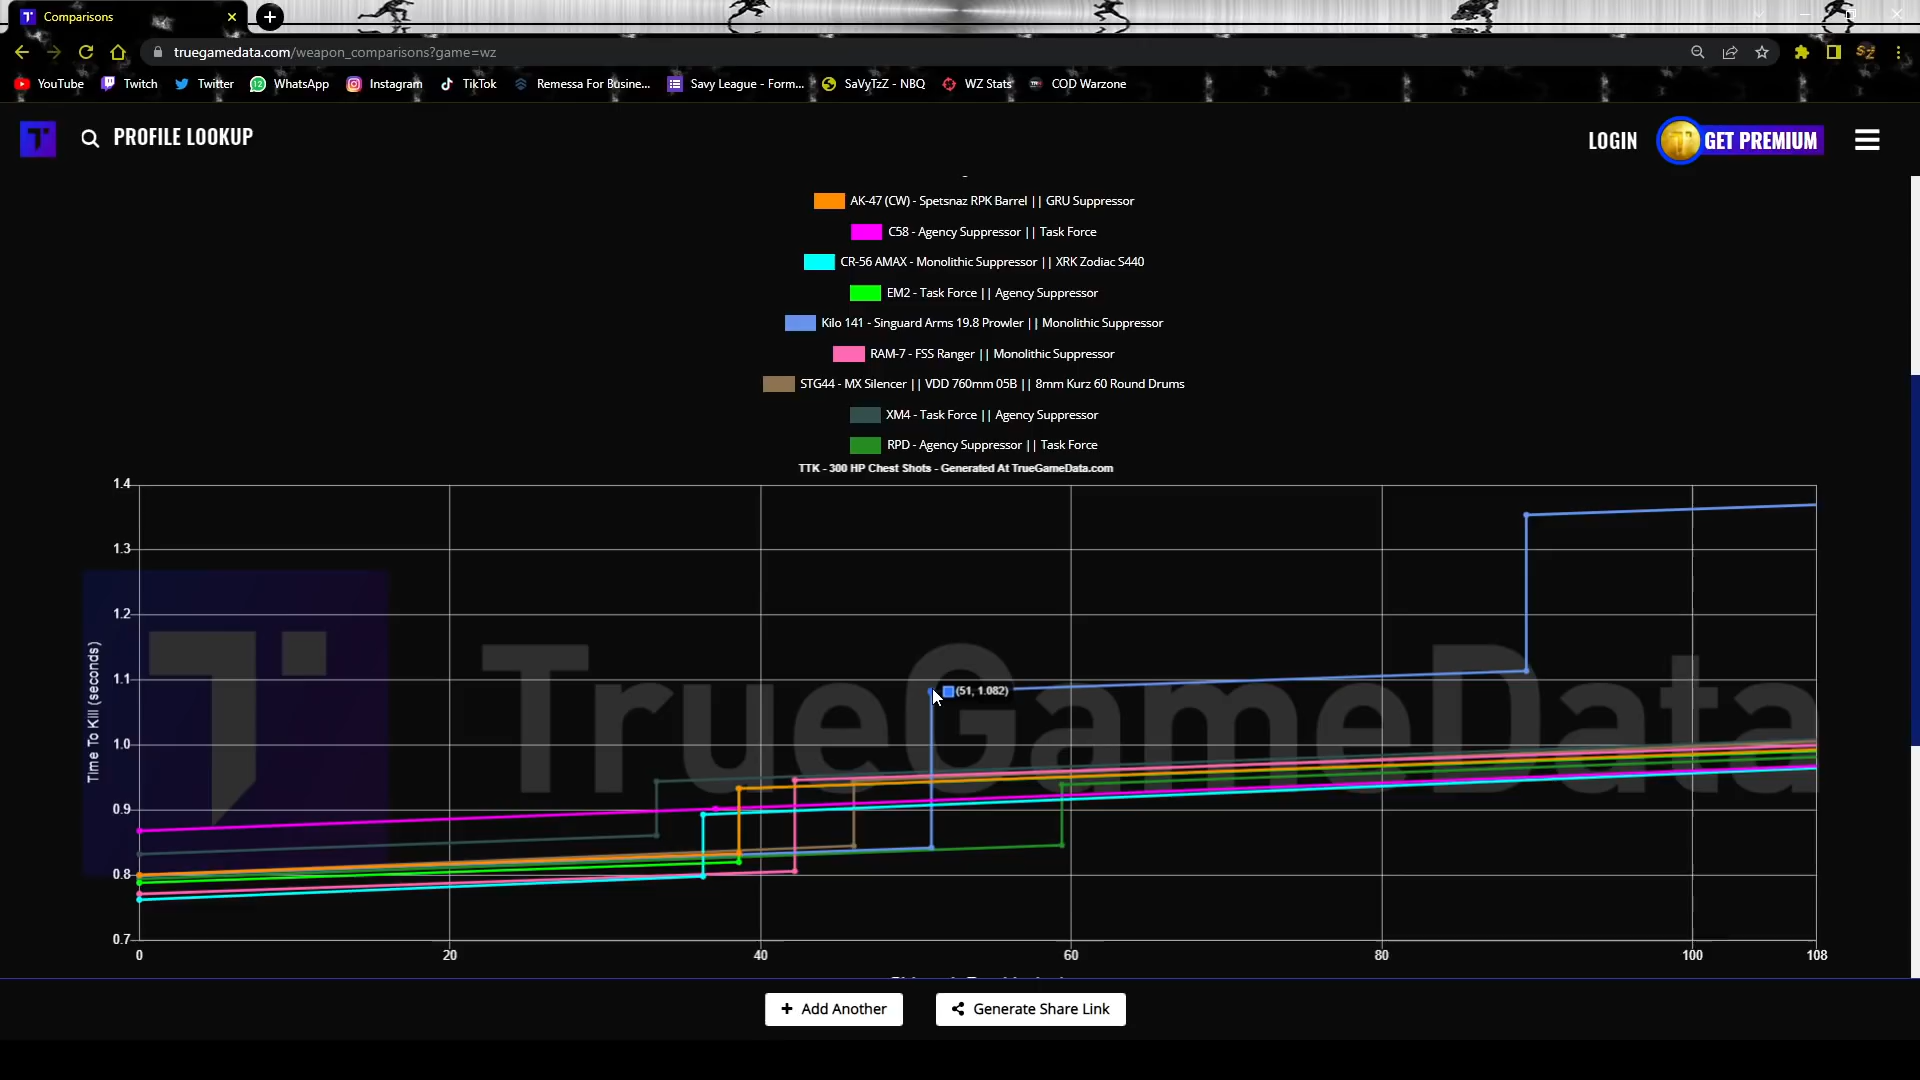 Comparisons
truegamedata.com/weapon_comparisons?game=wz
YouTube Twitch Twitter WhatsApp Instagram TikTok Remessa For Busine... Savy League - Form... SaVyTzZ - NBQ WZ Stats COD Warzone
PROFILE LOOKUP
LOGIN GET PREMIUM
AK-47 (CW) - Spetsnaz RPK Barrel || GRU Suppressor
C58 - Agency Suppressor || Task Force
CR-56 AMAX - Monolithic Suppressor || XRK Zodiac S440
EM2 - Task Force || Agency Suppressor
Kilo 141 - Singuard Arms 19.8 Prowler || Monolithic Suppressor
RAM-7 - FSS Ranger || Monolithic Suppressor
STG44 - MX Silencer || VDD 760mm 05B || 8mm Kurz 60 Round Drums
XM4 - Task Force || Agency Suppressor
RPD - Agency Suppressor || Task Force
TTK - 300 HP Chest Shots - Generated At TrueGameData.com
1.4
1.3
1.2
1.1
1.0
0.9
0.8
0.7
Time To Kill (seconds)
TrueGameData
(51, 1.082)
0 20 40 60 80 100 108
+ Add Another
Generate Share Link